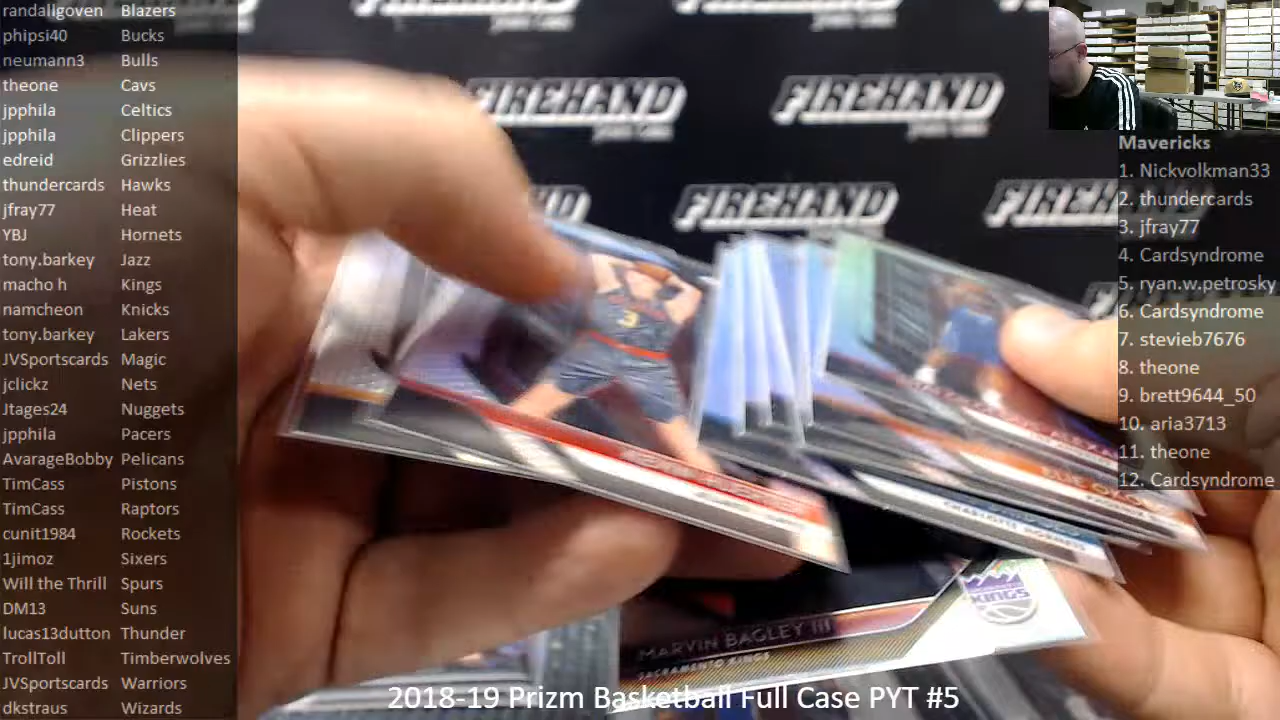 randallgoven Blazers
phipsi40 Bucks
neumann3 Bulls
theone Cavs
jpphila Celtics
jpphila Clippers
edreid Grizzlies
thundercards Hawks
jfray77 Heat
YBJ Hornets
tony.barkey Jazz
macho h Kings
namcheon Knicks
tony.barkey Lakers
JVSportscards Magic
jclickz Nets
Jtages24 Nuggets
jpphila Pacers
AvarageBobby Pelicans
TimCass Pistons
TimCass Raptors
cunit1984 Rockets
1jimoz Sixers
Will the Thrill Spurs
DM13 Suns
lucas13dutton Thunder
TrollToll Timberwolves
JVSportscards Warriors
dkstraus Wizards
FIREHAND
FIREHAND
FIREHAND
FIREHAND
Mavericks
1. Nickvolkman33
2. thundercards
3. jfray77
4. Cardsyndrome
5. ryan.w.petrosky
6. Cardsyndrome
7. stevieb7676
8. theone
9. brett9644_50
10. aria3713
11. theone
12. Cardsyndrome
3
CHARLOTTE HORNETS
KINGS
MARVIN BAGLEY III
SACRAMENTO KINGS
2018-19 Prizm Basketball Full Case PYT #5